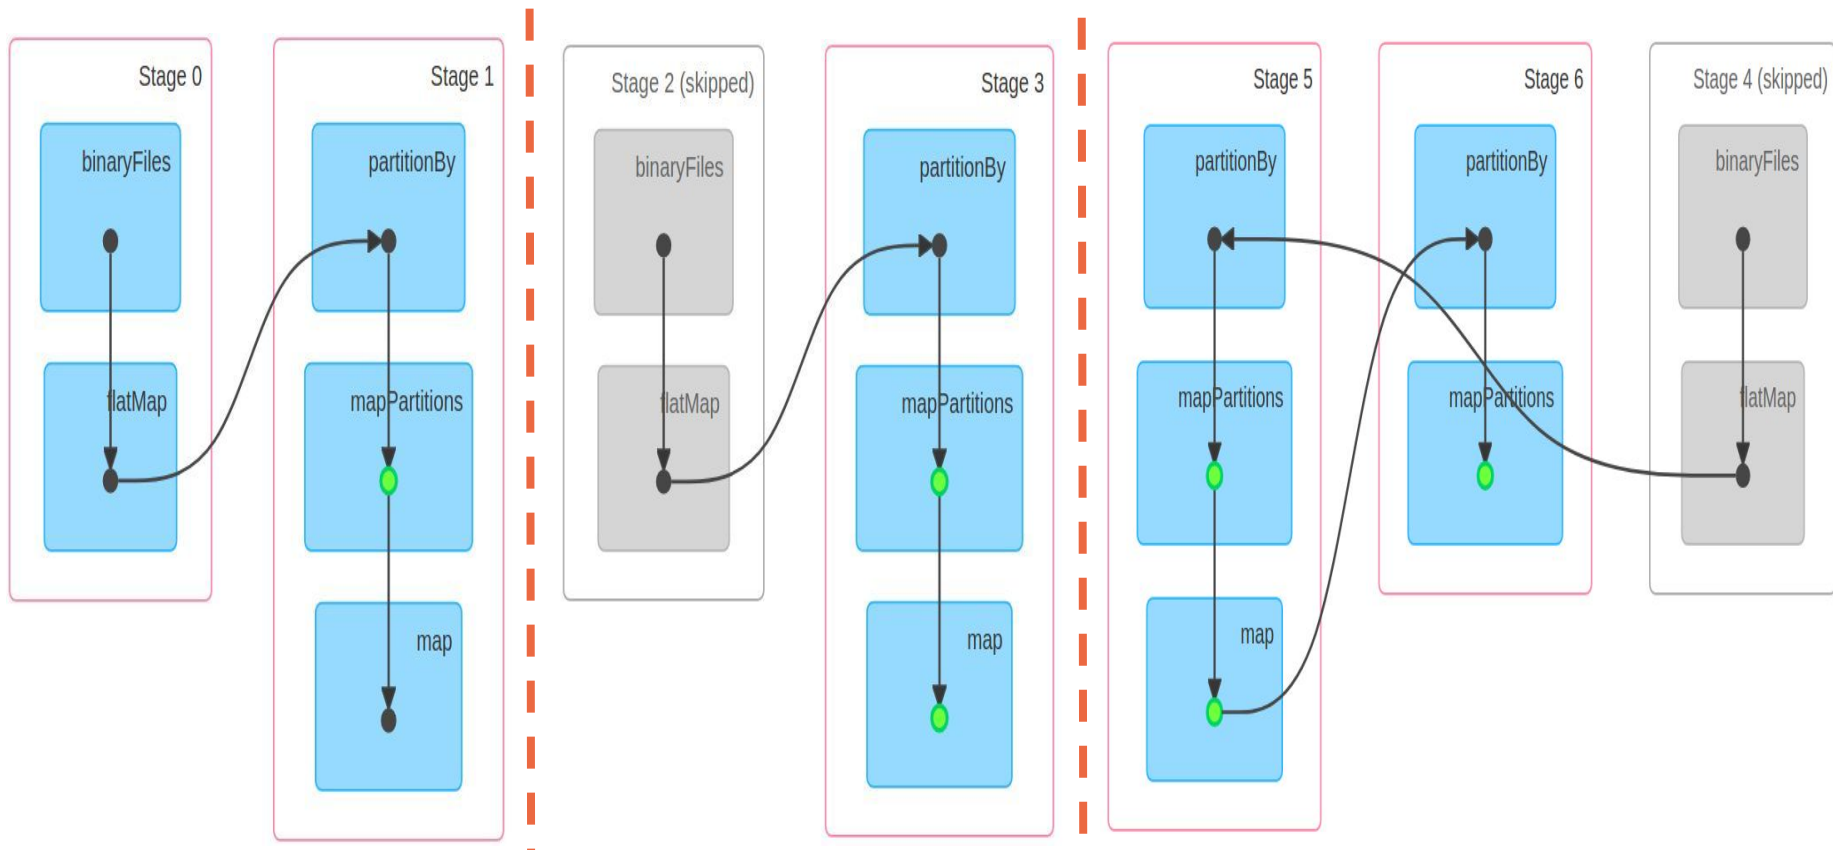 Stage 0
binaryFiles
flatMap
Stage 1
partitionBy
mapPartitions
map
Stage 2 (skipped)
binaryFiles
flatMap
Stage 3
partitionBy
mapPartitions
map
Stage 5
partitionBy
mapPartitions
map
Stage 6
partitionBy
mapPartitions
Stage 4 (skipped)
binaryFiles
flatMap